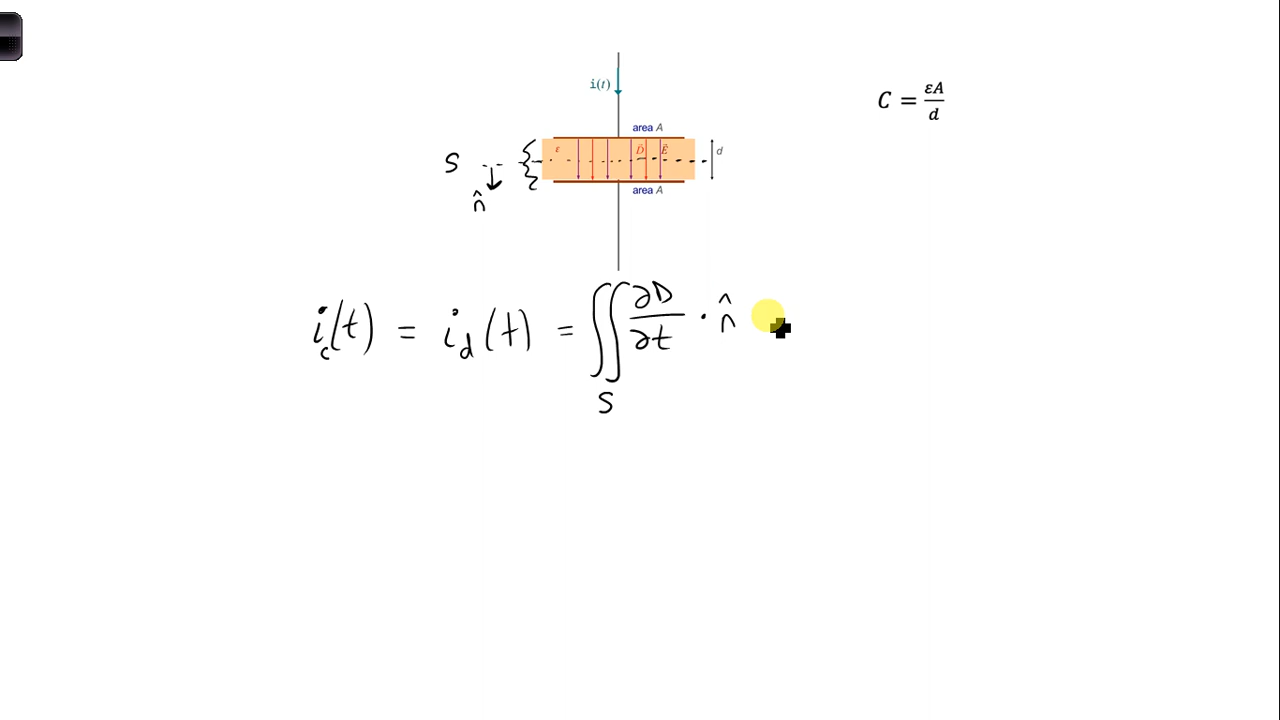 i(t)
C = εA/d
area A
S
ε D⃗ E⃗ d
n̂
area A
i_c(t) = i_d(t) = ∬_S ∂D/∂t · n̂